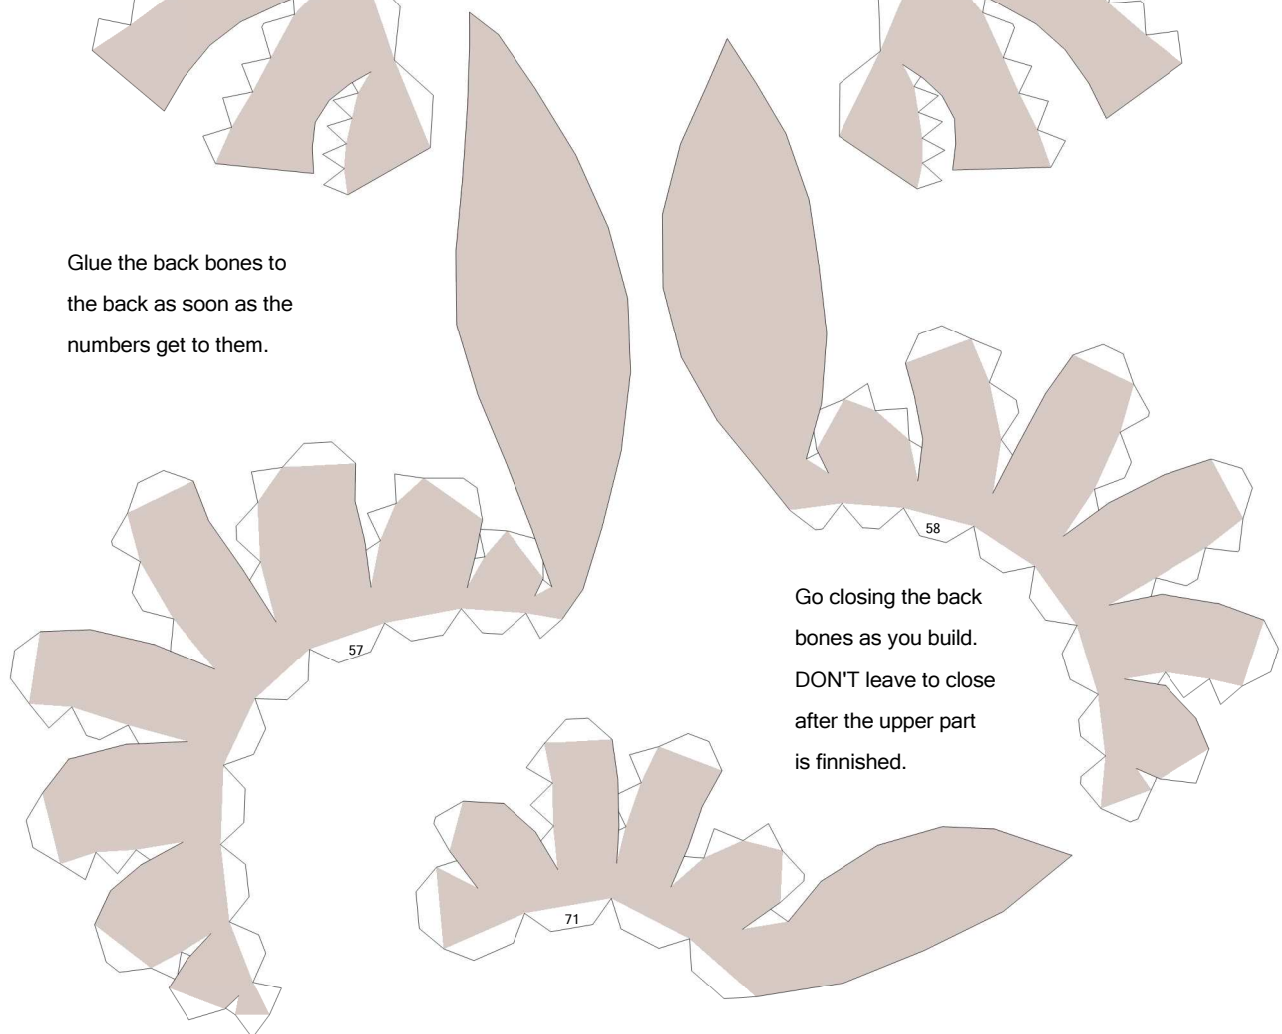 Glue the back bones to
the back as soon as the
numbers get to them.
58
Go closing the back
bones as you build.
DON'T leave to close
after the upper part
is finnished.
57
71